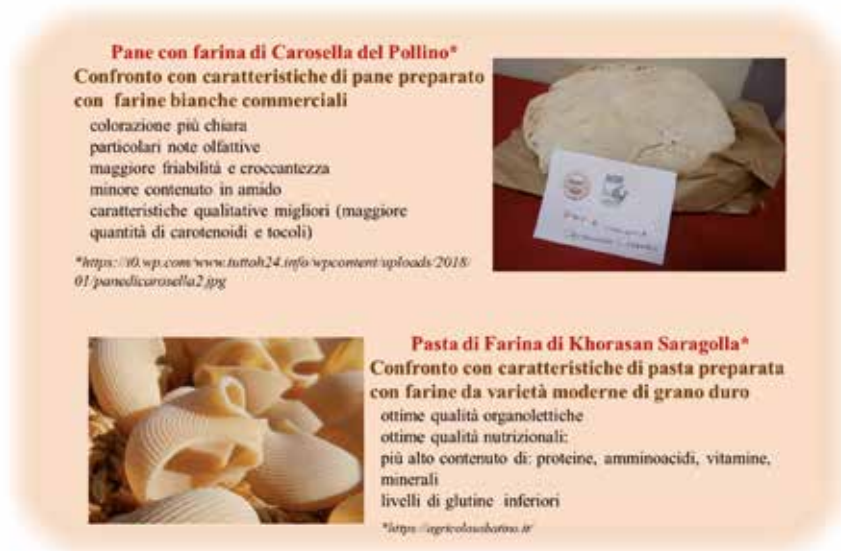 Pane con farina di Carosella del Pollino*
Confronto con caratteristiche di pane preparato
con farine bianche commerciali
colorazione più chiara
particolari note olfattive
maggiore friabilità e croccantezza
minore contenuto in amido
caratteristiche qualitative migliori (maggiore
quantità di carotenoidi e tocoli)
*https://i0.wp.com/www.tuttoh24.info/wpcontent/uploads/2018/
01/panedicarosella2.jpg
Pasta di Farina di Khorasan Saragolla*
Confronto con caratteristiche di pasta preparata
con farine da varietà moderne di grano duro
ottime qualità organolettiche
ottime qualità nutrizionali:
più alto contenuto di: proteine, amminoacidi, vitamine,
minerali
livelli di glutine inferiori